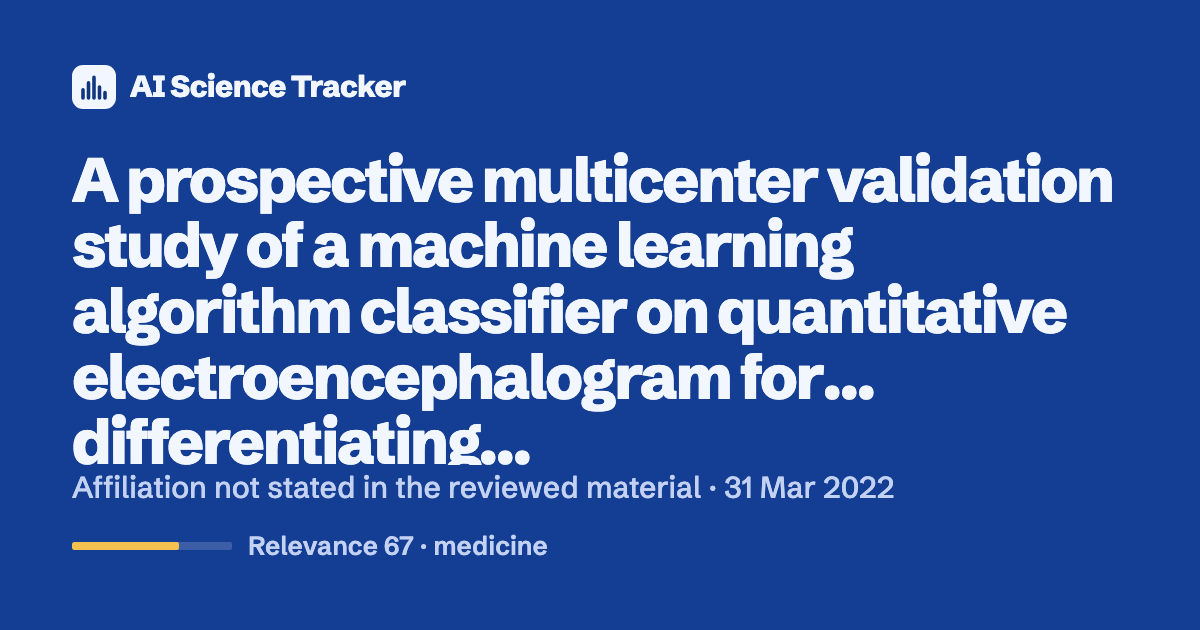 AI Science Tracker
A prospective multicenter validation
study of a machine learning
algorithm classifier on quantitative
electroencephalogram for...
differentiating...
Affiliation not stated in the reviewed material · 31 Mar 2022
Relevance 67 · medicine